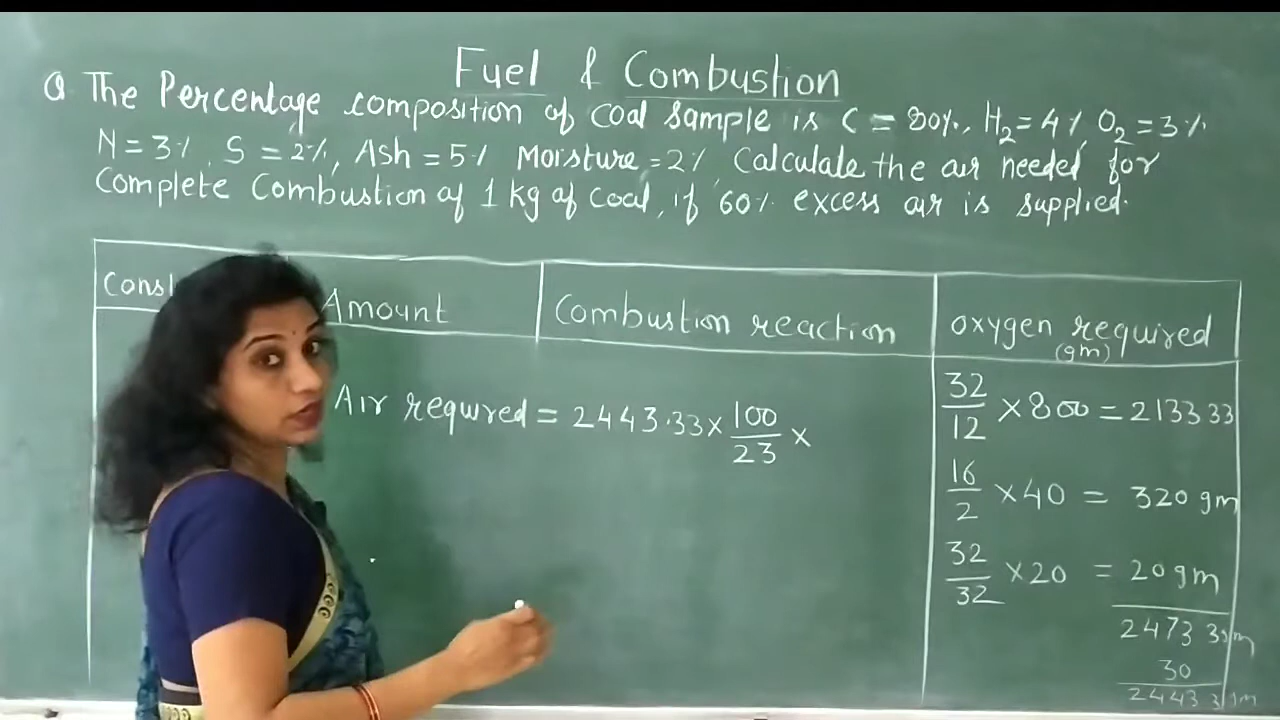 Fuel & Combustion
Q The Percentage composition of coal sample is C = 80%, H₂=4% O₂=3%
N=3%, S=2%, Ash=5% Moisture=2% Calculate the air needed for
Complete Combustion of 1 kg of coal, if 60% excess air is supplied.
Const
Amount
Combustion reaction
oxygen required
(gm)
Air requred = 2443.33 × 100/23 ×
32/12 × 800 = 2133 33
16/2 × 40 = 320 gm
32/32 × 20 = 20 gm
2473 3 gm
30
2443 3 gm